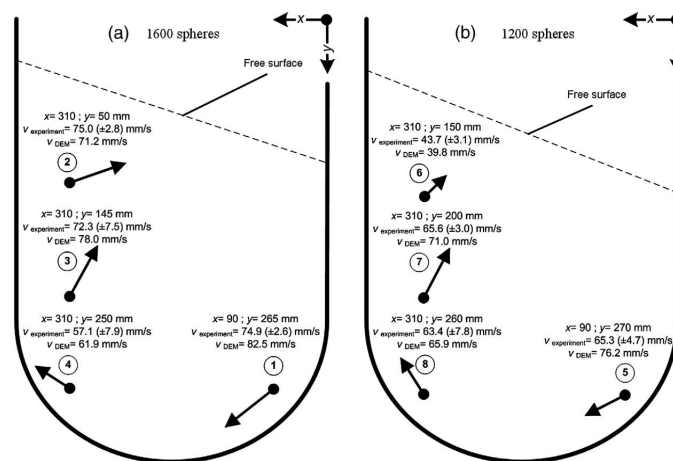 x
y
(a) 1600 spheres
Free surface
x= 310 ; y= 50 mm
v experiment = 75.0 (±2.8) mm/s
v DEM= 71.2 mm/s
2
x= 310 ; y= 145 mm
v experiment = 72.3 (±7.5) mm/s
v DEM= 78.0 mm/s
3
x= 310 ; y= 250 mm
v experiment = 57.1 (±7.9) mm/s
v DEM= 61.9 mm/s
4
x= 90 ; y= 265 mm
v experiment = 74.9 (±2.6) mm/s
v DEM= 82.5 mm/s
1
x
(b) 1200 spheres
Free surface
x= 310 ; y= 150 mm
v experiment = 43.7 (±3.1) mm/s
v DEM= 39.8 mm/s
6
x= 310 ; y= 200 mm
v experiment = 65.6 (±3.0) mm/s
v DEM= 71.0 mm/s
7
x= 310 ; y= 260 mm
v experiment = 63.4 (±7.8) mm/s
v DEM= 65.9 mm/s
8
x= 90 ; y= 270 mm
v experiment = 65.3 (±4.7) mm/s
v DEM= 76.2 mm/s
5